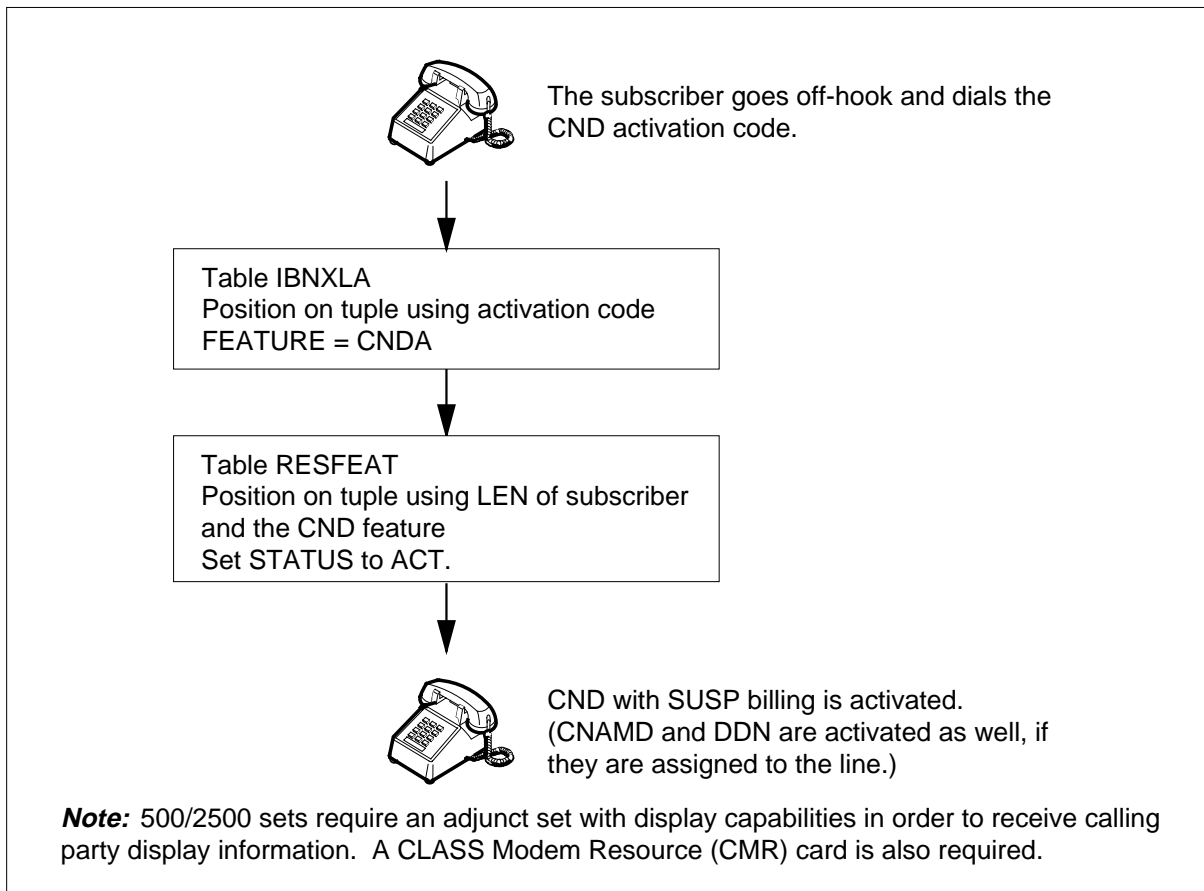 The subscriber goes off-hook and dials the
CND activation code.
Table IBNXLA
Position on tuple using activation code
FEATURE = CNDA
Table RESFEAT
Position on tuple using LEN of subscriber
and the CND feature
Set STATUS to ACT.
CND with SUSP billing is activated.
(CNAMD and DDN are activated as well, if
they are assigned to the line.)
Note: 500/2500 sets require an adjunct set with display capabilities in order to receive calling
party display information.  A CLASS Modem Resource (CMR) card is also required.